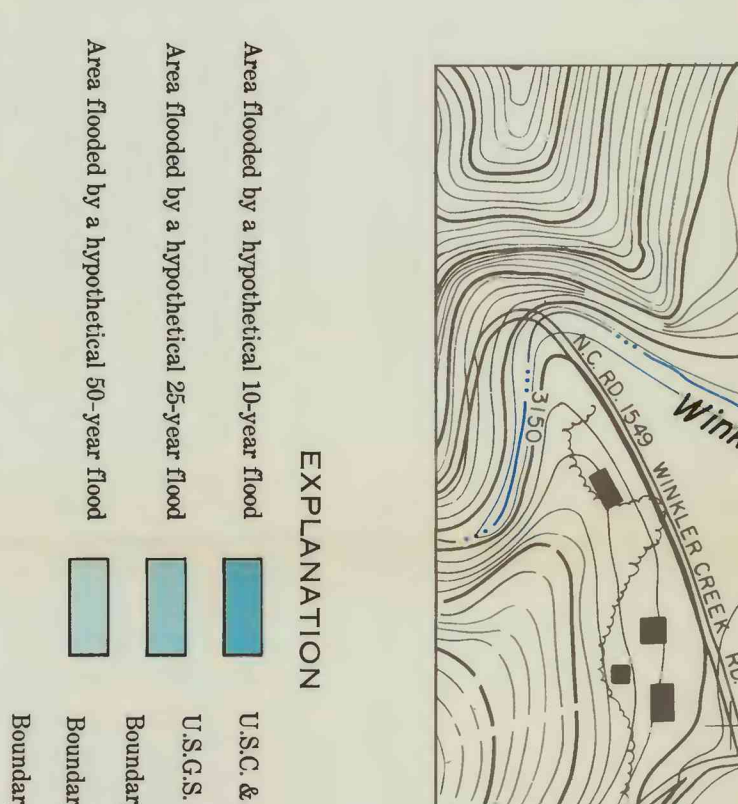 EXPLANATION
Area flooded by a hypothetical 10-year flood
Area flooded by a hypothetical 25-year flood
Area flooded by a hypothetical 50-year flood
U.S.C. &
U.S.G.S.
Boundar
Boundar
Boundar
N.C. RD. 1549 WINKLER CREEK RD.
Wink
3150